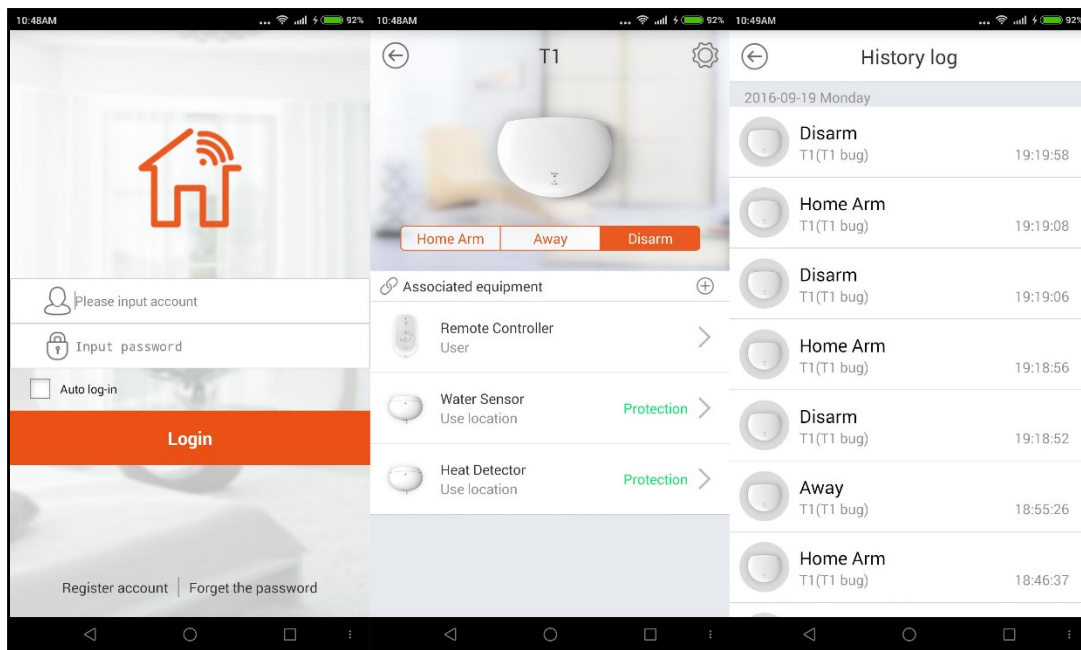 10:48AM
... 92%
Please input account
Input password
Auto log-in
Login
Register account | Forget the password
10:48AM
... 92%
T1
Home Arm
Away
Disarm
Associated equipment
Remote Controller
User
Water Sensor
Use location
Protection
Heat Detector
Use location
Protection
10:49AM
... 92%
History log
2016-09-19 Monday
Disarm
T1(T1 bug) 19:19:58
Home Arm
T1(T1 bug) 19:19:08
Disarm
T1(T1 bug) 19:19:06
Home Arm
T1(T1 bug) 19:18:56
Disarm
T1(T1 bug) 19:18:52
Away
T1(T1 bug) 18:55:26
Home Arm
T1(T1 bug) 18:46:37